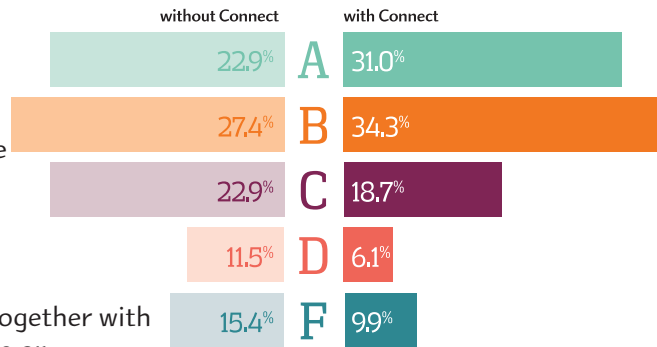 without Connect with Connect
22.9% A 31.0%
27.4% B 34.3%
e
22.9% C 18.7%
11.5% D 6.1%
15.4% F 9.9%
ogether with